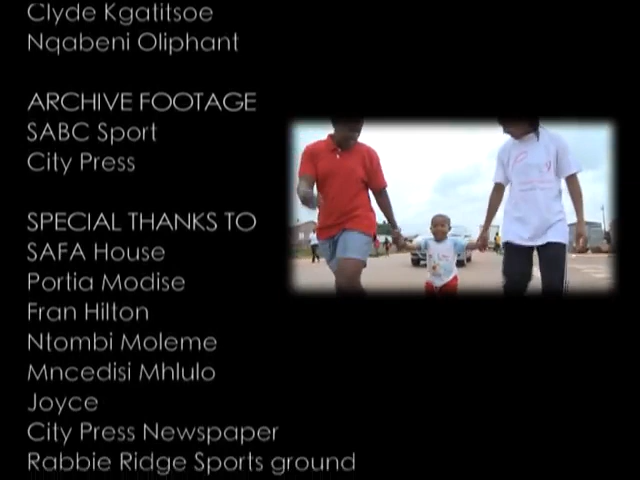 Clyde Kgatitsoe
Nqabeni Oliphant
ARCHIVE FOOTAGE
SABC Sport
City Press
SPECIAL THANKS TO
SAFA House
Portia Modise
Fran Hilton
Ntombi Moleme
Mncedisi Mhlulo
Joyce
City Press Newspaper
Rabbie Ridge Sports ground